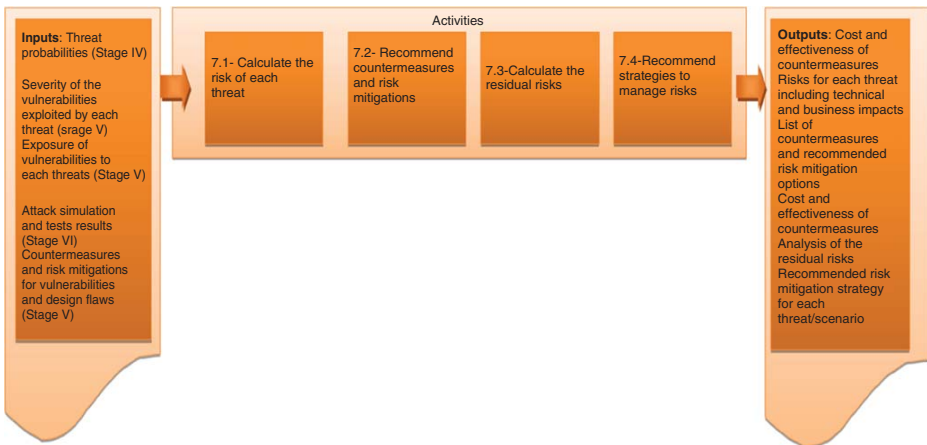 Activities
Inputs: Threat
probabilities (Stage IV)
Severity of the
vulnerabilities
exploited by each
threat (srage V)
Exposure of
vulnerabilities to
each threats (Stage V)
Attack simulation
and tests results
(Stage VI)
Countermeasures
and risk mitigations
for vulnerabilities
and design flaws
(Stage V)
7.1- Calculate the
risk of each
threat
7.2- Recommend
countermeasures
and risk
mitigations
7.3-Calculate the
residual risks
7.4-Recommend
strategies to
manage risks
Outputs: Cost and
effectiveness of
countermeasures
Risks for each threat
including technical
and business impacts
List of
countermeasures
and recommended
risk mitigation
options
Cost and
effectiveness of
countermeasures
Analysis of the
residual risks
Recommended risk
mitigation strategy
for each
threat/scenario